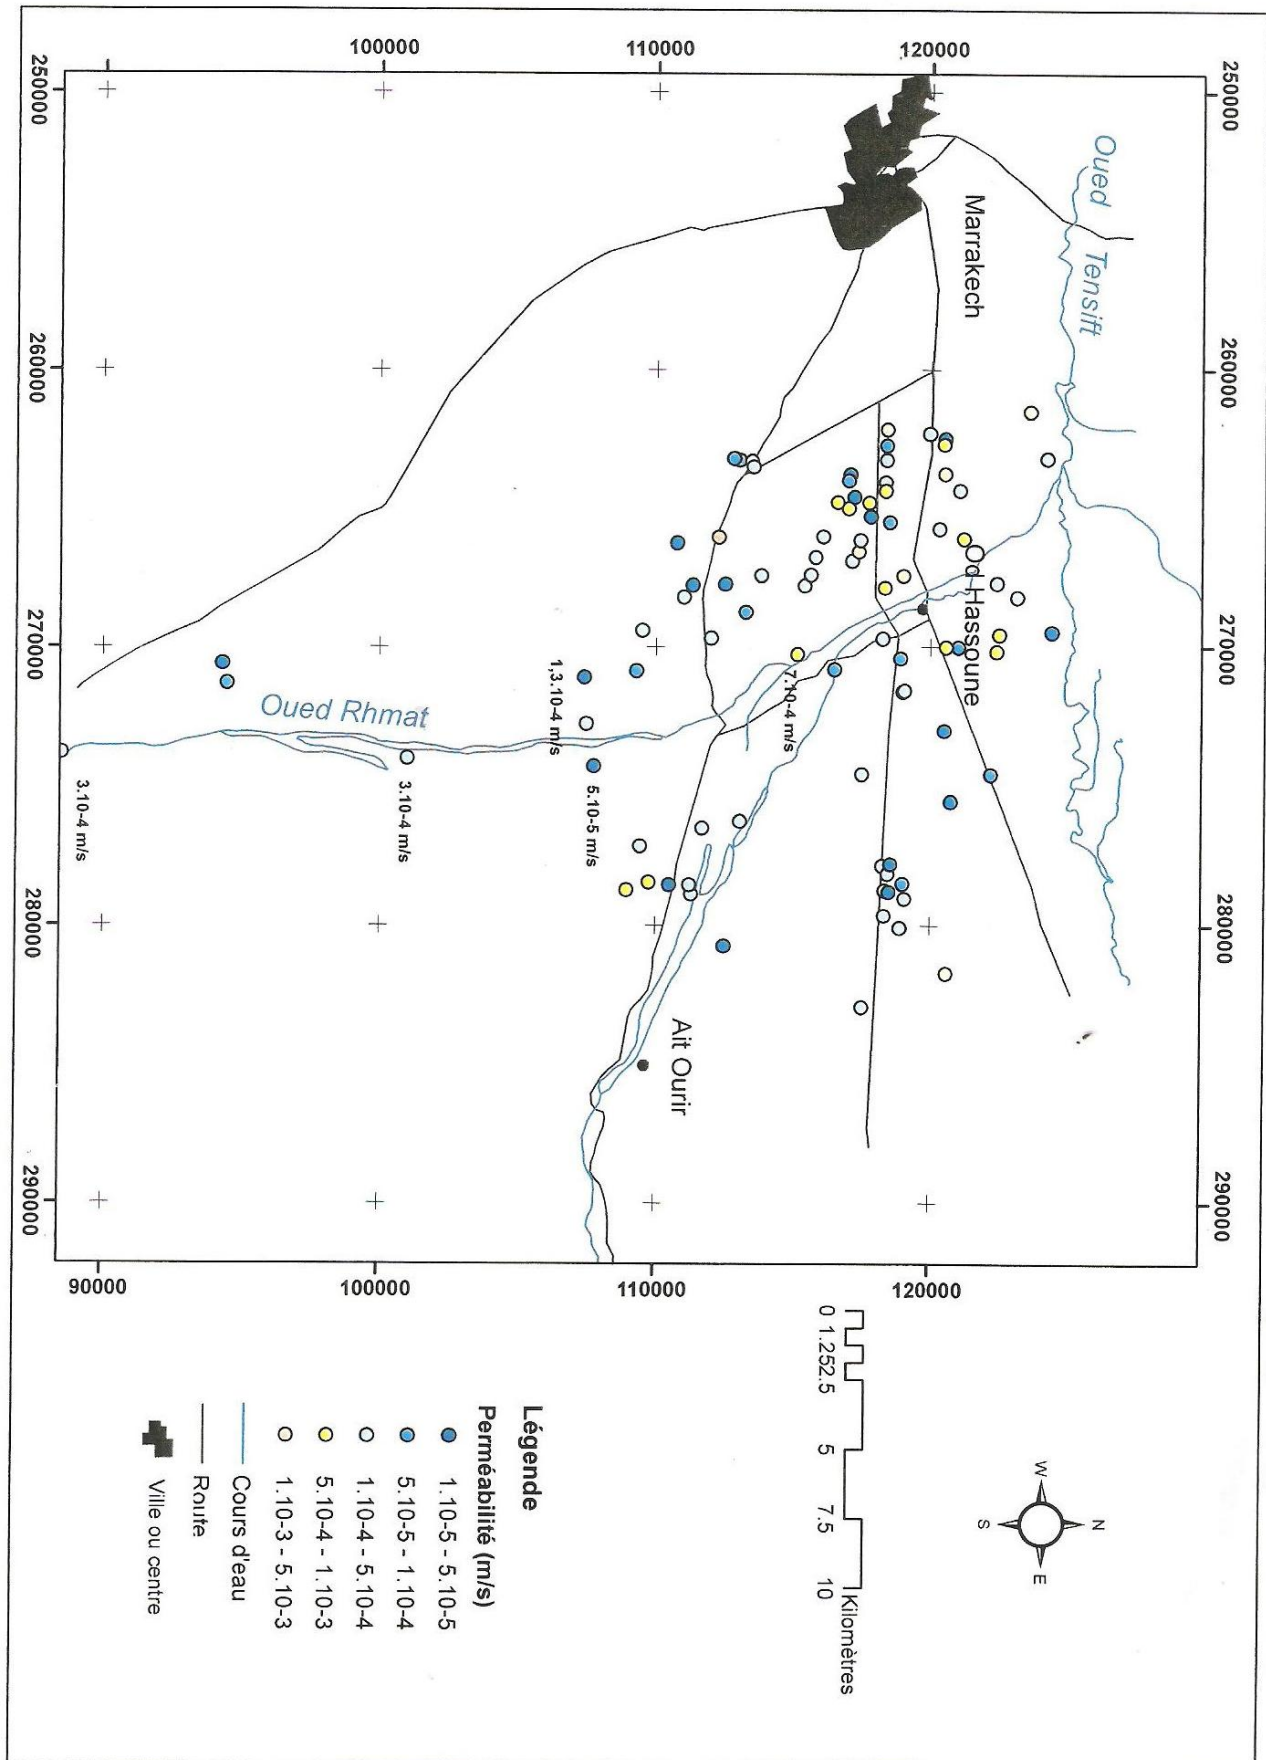 250000
260000
270000
280000
290000
120000
120000
110000
110000
100000
100000
90000
250000
260000
270000
280000
290000
Oued Tensift
Marrakech
Od Hassoune
7.10-4 m/s
Ait Ourir
1,3.10-4 m/s
5.10-5 m/s
Oued Rhmat
3.10-4 m/s
3.10-4 m/s
N
W
E
S
0 1.252.5 5 7.5 10
Kilomètres
Légende
Perméabilité (m/s)
1.10-5 - 5.10-5
5.10-5 - 1.10-4
1.10-4 - 5.10-4
5.10-4 - 1.10-3
1.10-3 - 5.10-3
Cours d'eau
Route
Ville ou centre